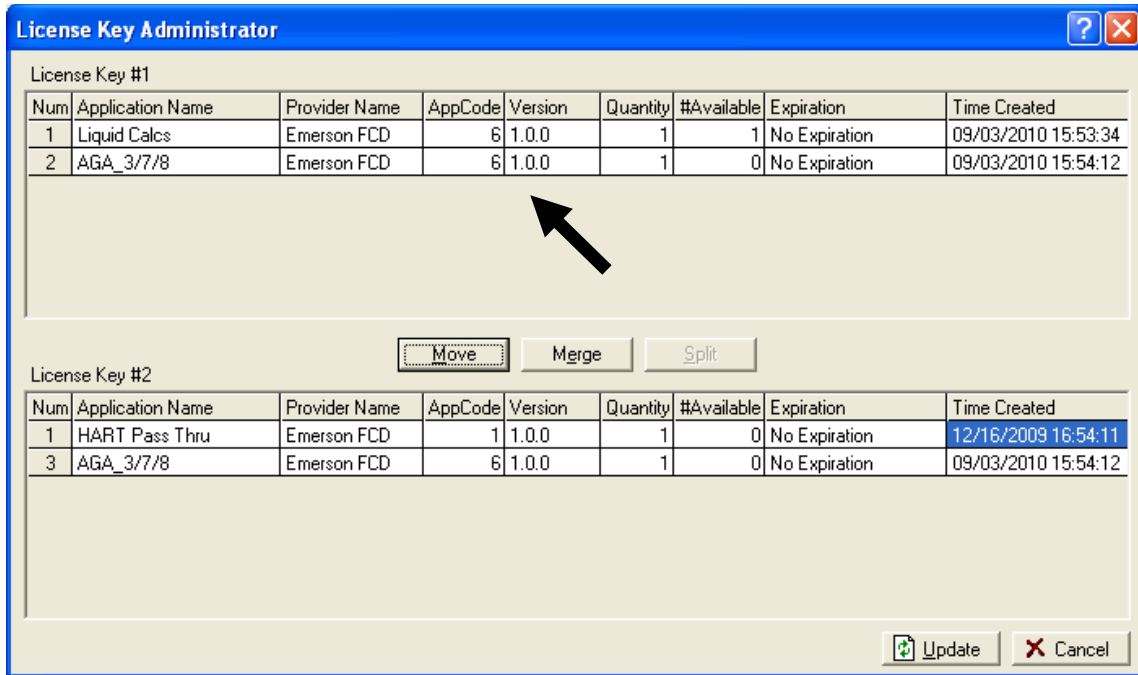 License Key Administrator
License Key #1
Num Application Name Provider Name AppCode Version Quantity #Available Expiration Time Created
1 Liquid Calcs Emerson FCD 6 1.0.0 1 1 No Expiration 09/03/2010 15:53:34
2 AGA_3/7/8 Emerson FCD 6 1.0.0 1 0 No Expiration 09/03/2010 15:54:12
Move Merge Split
License Key #2
Num Application Name Provider Name AppCode Version Quantity #Available Expiration Time Created
1 HART Pass Thru Emerson FCD 1 1.0.0 1 0 No Expiration 12/16/2009 16:54:11
3 AGA_3/7/8 Emerson FCD 6 1.0.0 1 0 No Expiration 09/03/2010 15:54:12
Update Cancel